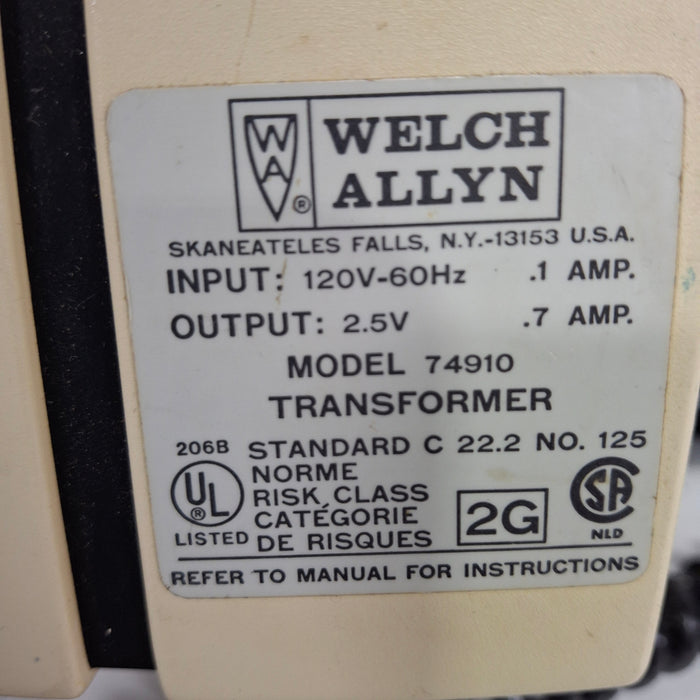 WA ® WELCH
ALLYN
SKANEATELES FALLS, N.Y.-13153 U.S.A.
INPUT: 120V-60Hz .1 AMP.
OUTPUT: 2.5V .7 AMP.
MODEL 74910
TRANSFORMER
206B STANDARD C 22.2 NO. 125
UL ® LISTED
NORME
RISK CLASS
CATÉGORIE
DE RISQUES
2G
CSA
NLD
REFER TO MANUAL FOR INSTRUCTIONS